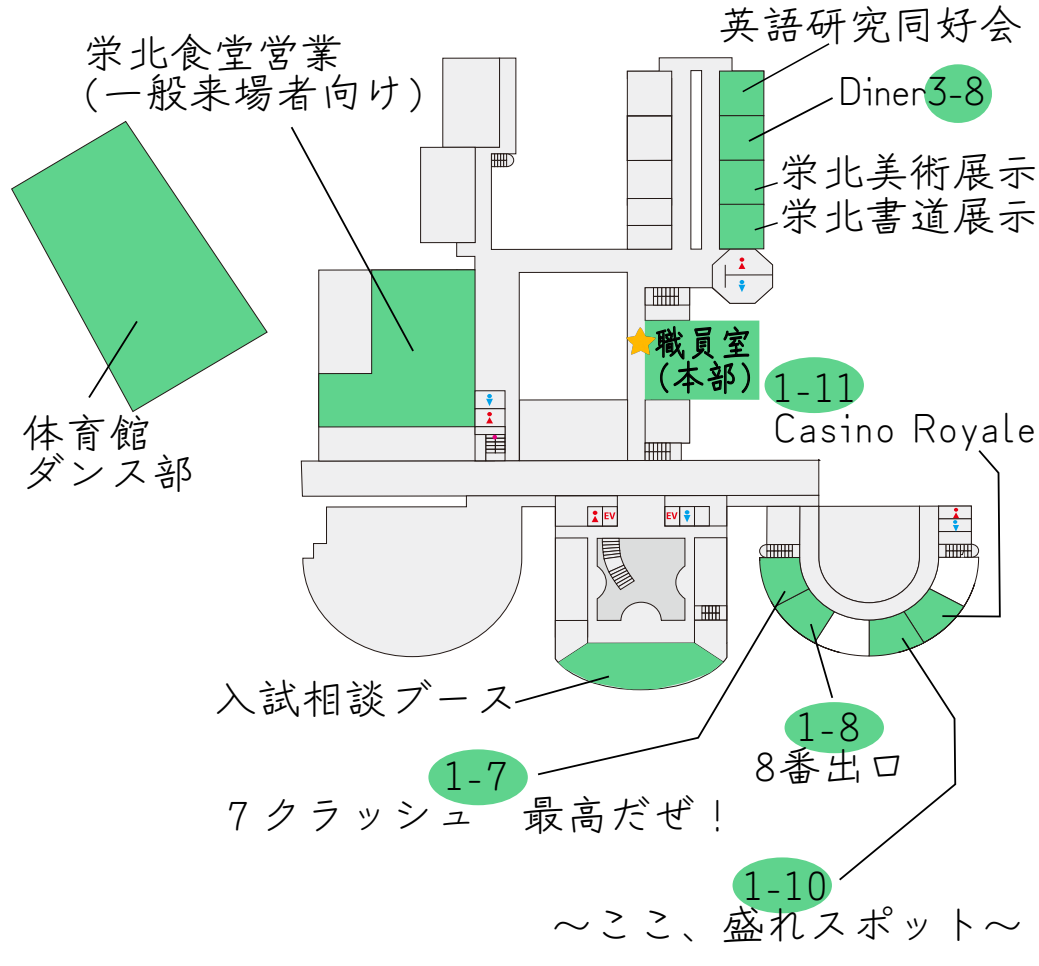 英語研究同好会
栄北食堂営業
(一般来場者向け)
Diner3-8
栄北美術展示
栄北書道展示
職員室
(本部)
1-11
Casino Royale
体育館
ダンス部
EV
EV
入試相談ブース
1-8
8番出口
1-7
7クラッシュ 最高だぜ!
1-10
～ここ、盛れスポット～